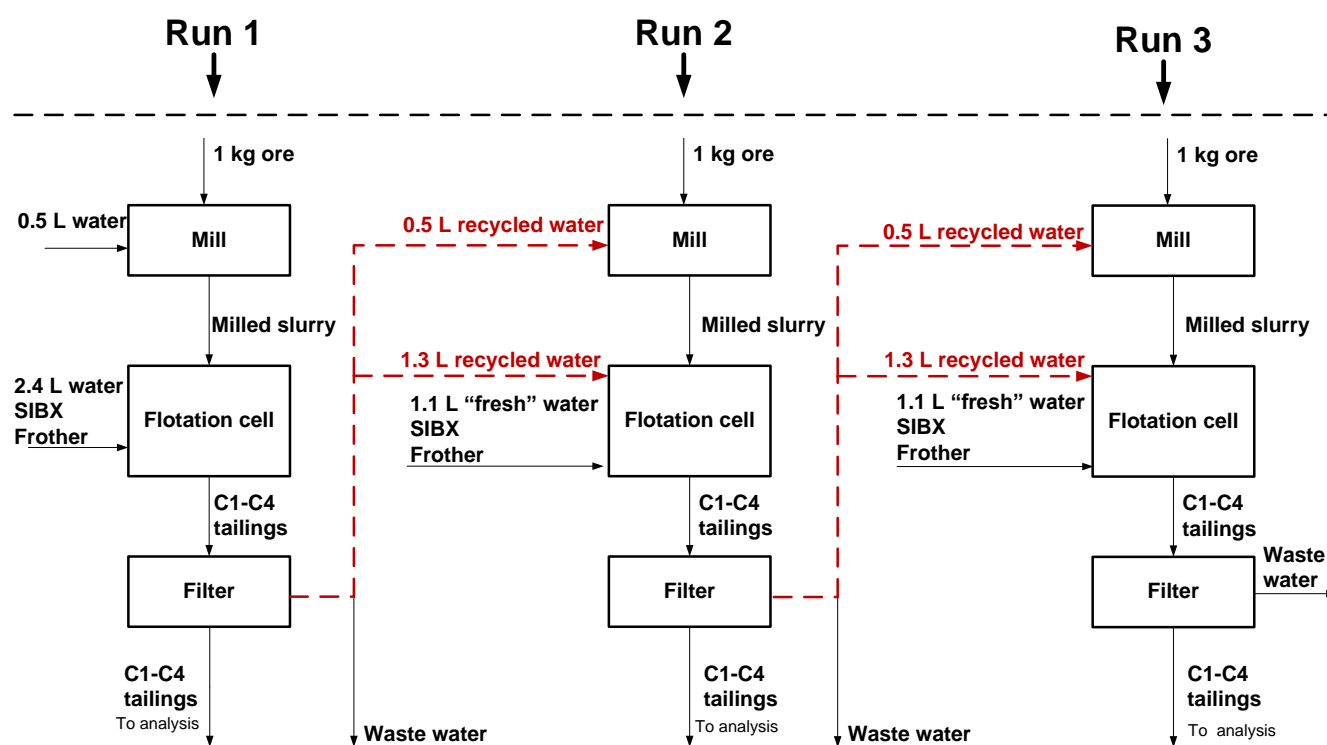 Run 1
Run 2
Run 3
1 kg ore
1 kg ore
1 kg ore
0.5 L water
Mill
0.5 L recycled water
Mill
0.5 L recycled water
Mill
Milled slurry
Milled slurry
Milled slurry
2.4 L water
SIBX
Frother
Flotation cell
1.3 L recycled water
1.1 L “fresh” water
SIBX
Frother
Flotation cell
1.3 L recycled water
1.1 L “fresh” water
SIBX
Frother
Flotation cell
C1-C4
tailings
C1-C4
tailings
C1-C4
tailings
Filter
Filter
Filter
Waste
water
C1-C4
tailings
To analysis
Waste water
C1-C4
tailings
To analysis
Waste water
C1-C4
tailings
To analysis